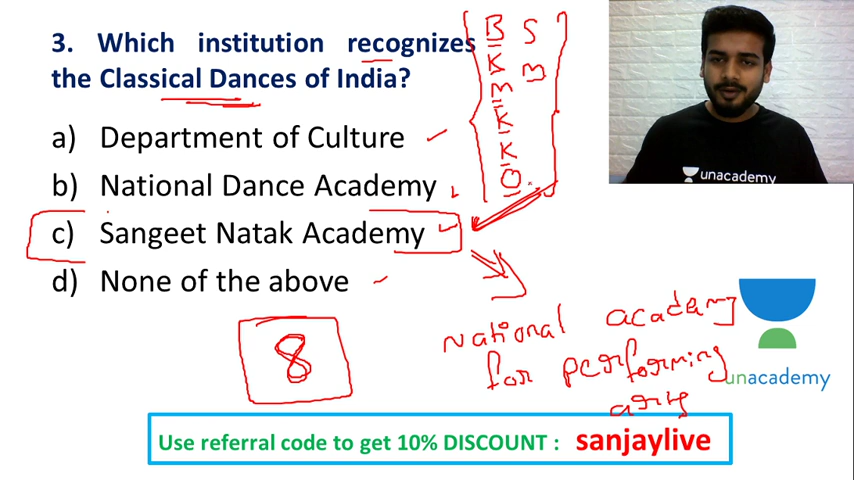 3. Which institution recognizes
the Classical Dances of India?
a) Department of Culture
b) National Dance Academy
c) Sangeet Natak Academy
d) None of the above
B S
K M
M
K
K
O
8
National academy
for performing
arts
unacademy
unacademy
Use referral code to get 10% DISCOUNT : sanjaylive